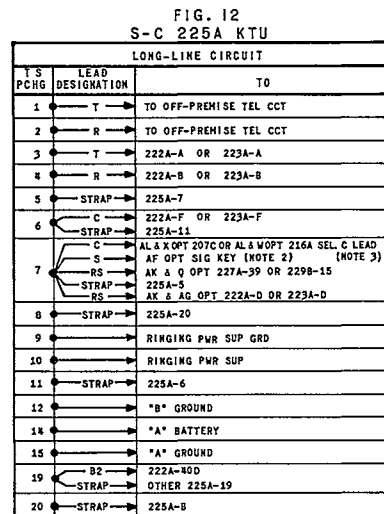 FIG. 12
S-C 225A KTU
LONG-LINE CIRCUIT
T S PCHG LEAD DESIGNATION TO
1 T TO OFF-PREMISE TEL CCT
2 R TO OFF-PREMISE TEL CCT
3 T 222A-A OR 223A-A
4 R 222A-B OR 223A-B
5 STRAP 225A-7
6 C 222A-F OR 223A-F
STRAP 225A-11
7 C AL & X OPT 207C OR AL & W OPT 216A SEL. C LEAD
S AF OPT SIG KEY (NOTE 2) (NOTE 3)
RS AK & Q OPT 227A-39 OR 229B-15
STRAP 225A-5
RS AK & AG OPT 222A-D OR 223A-D
8 STRAP 225A-20
9 RINGING PWR SUP GRD
10 RINGING PWR SUP
11 STRAP 225A-6
12 "B" GROUND
14 "A" BATTERY
15 "A" GROUND
19 B2 222A-40D
STRAP OTHER 225A-19
20 STRAP 225A-8